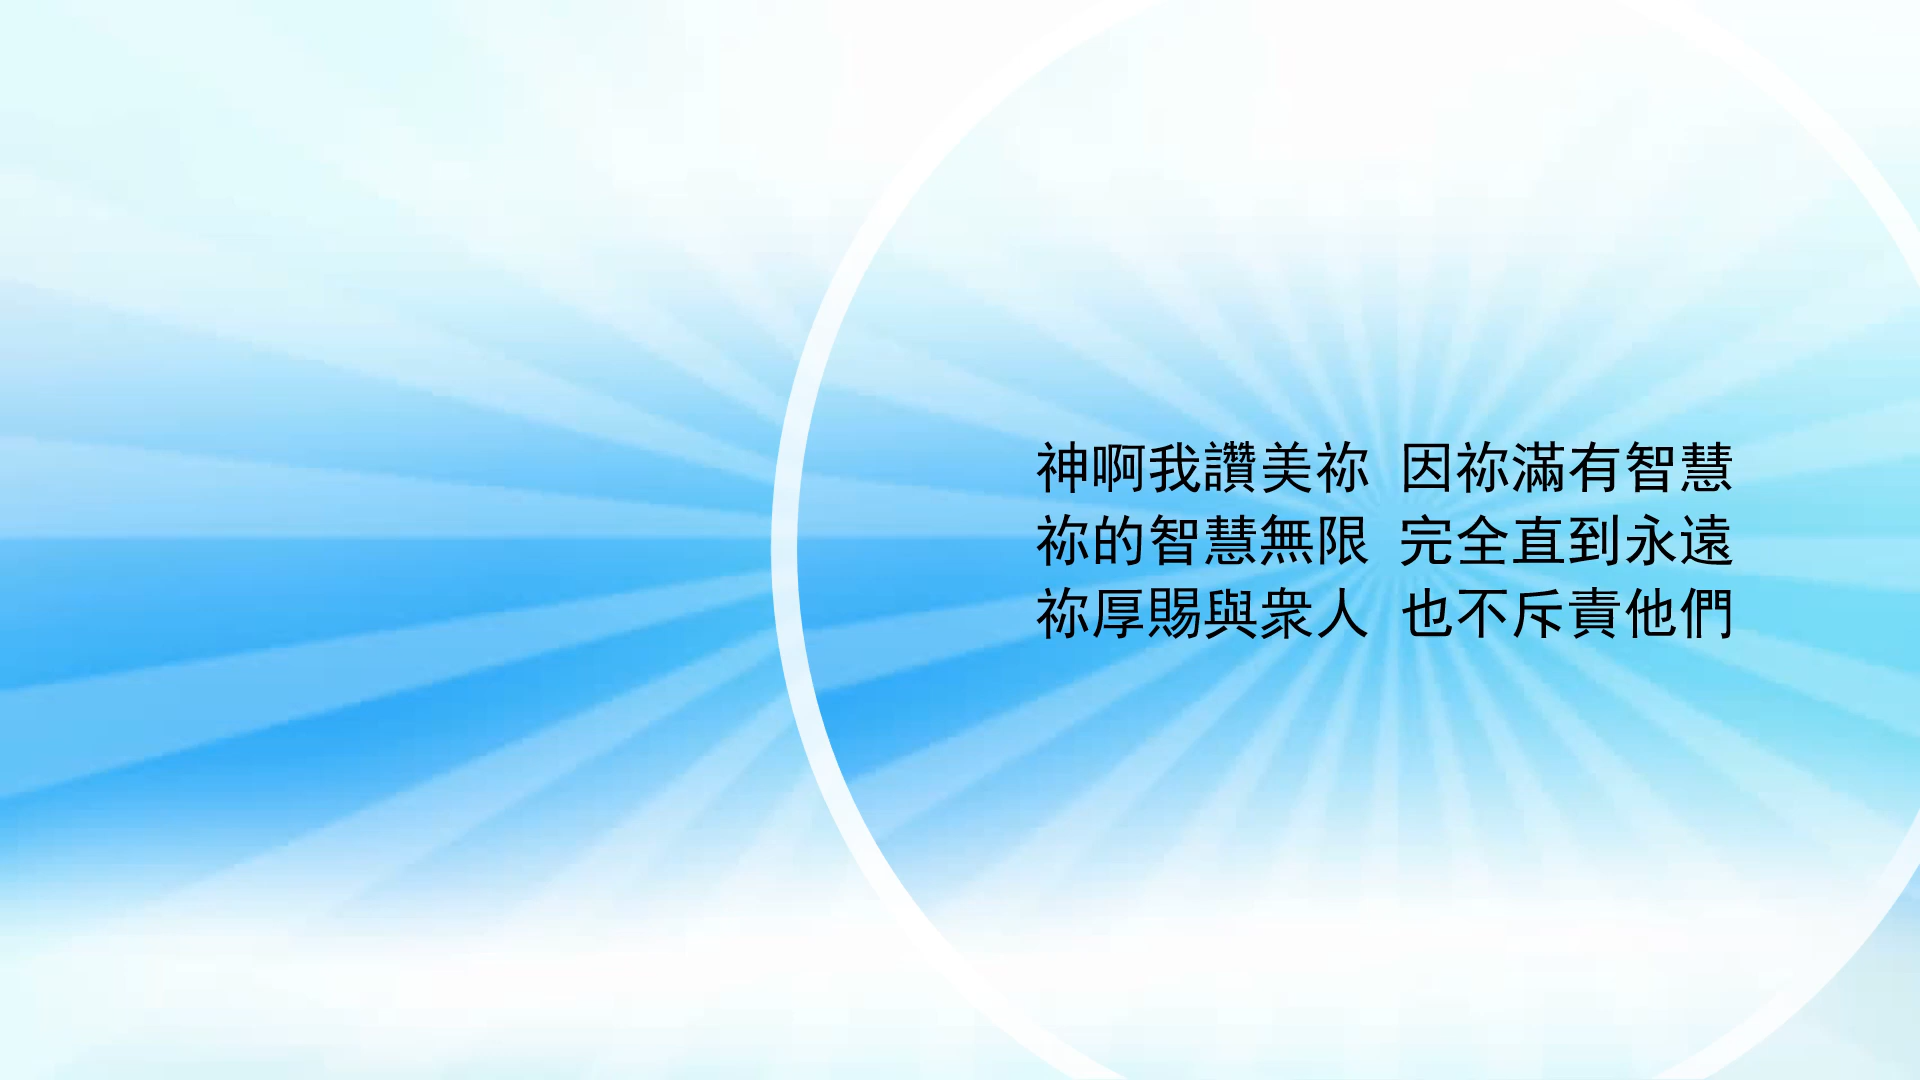 神啊我讚美祢 因祢滿有智慧
祢的智慧無限 完全直到永遠
祢厚賜與衆人 也不斥責他們